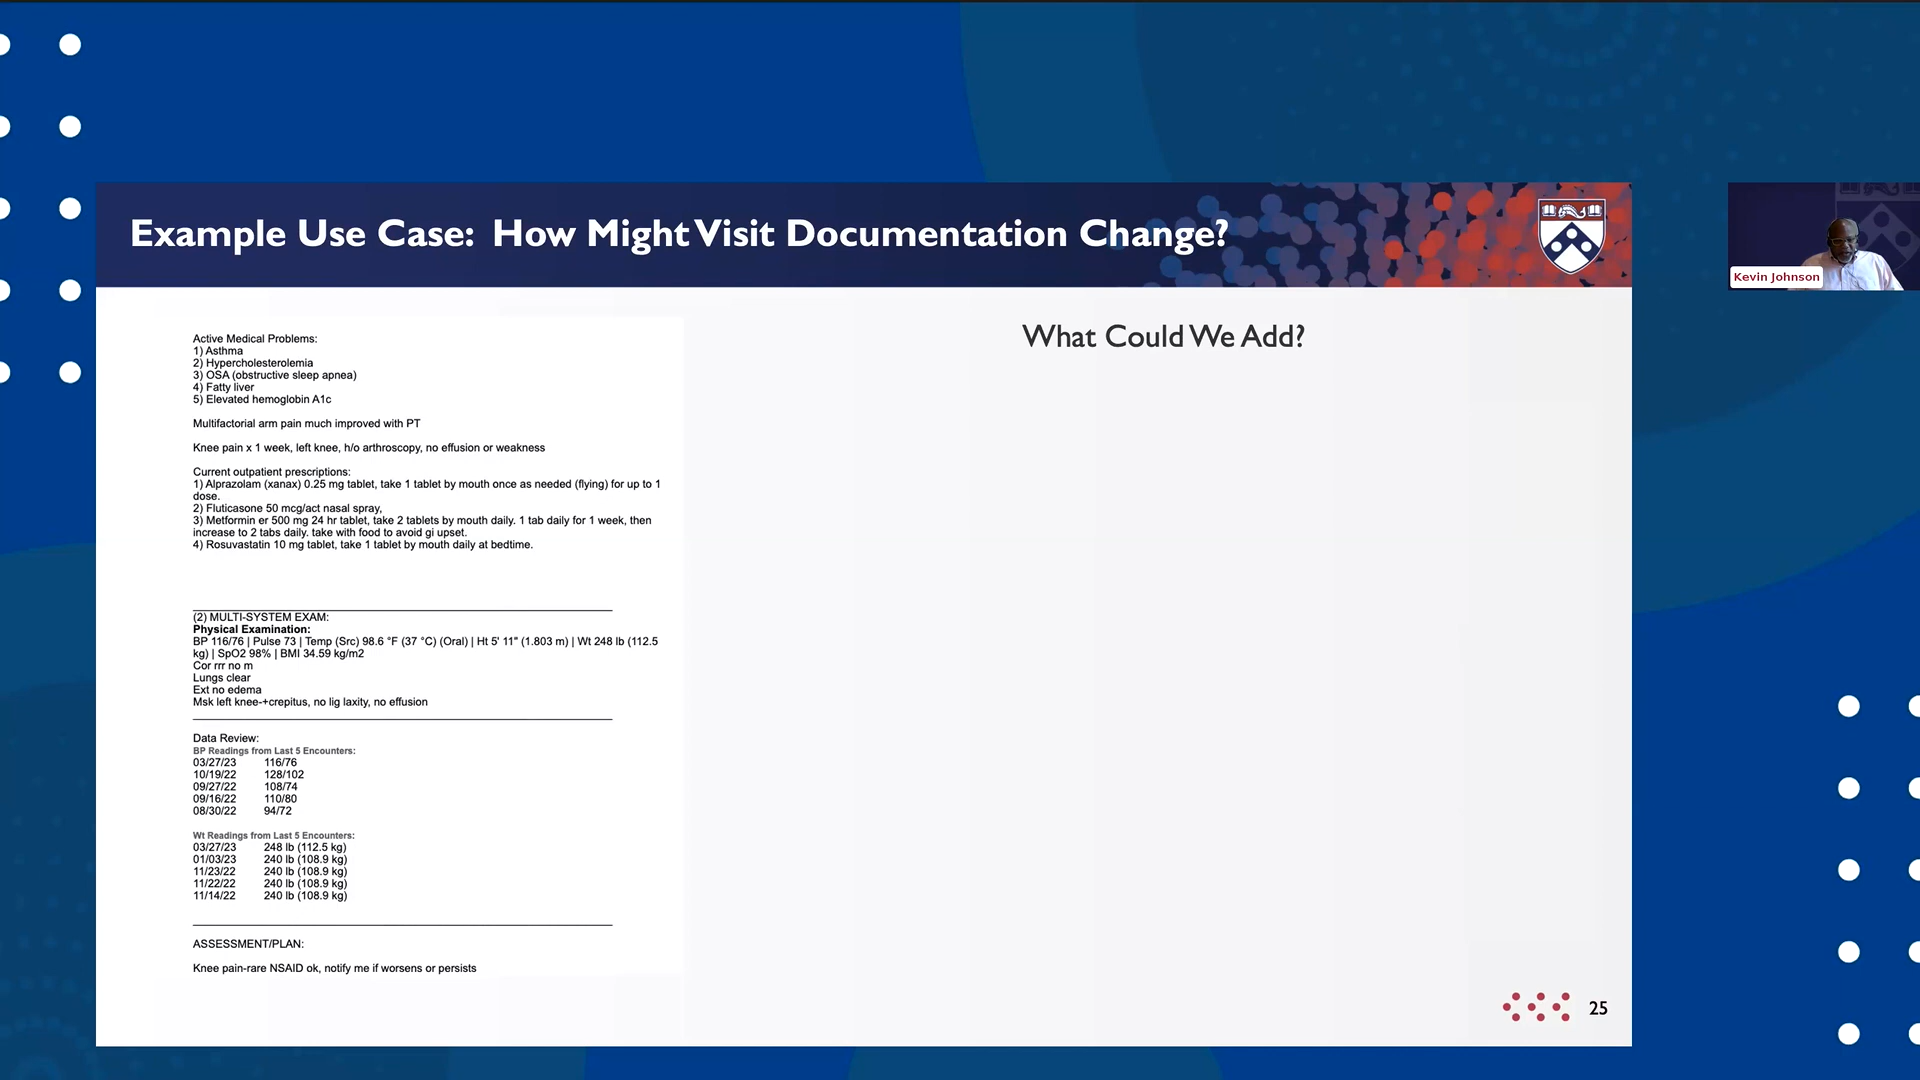 Example Use Case: How Might Visit Documentation Change?
Kevin Johnson
What Could We Add?
Active Medical Problems:
1) Asthma
2) Hypercholesterolemia
3) OSA (obstructive sleep apnea)
4) Fatty liver
5) Elevated hemoglobin A1c
Multifactorial arm pain much improved with PT
Knee pain x 1 week, left knee, h/o arthroscopy, no effusion or weakness
Current outpatient prescriptions:
1) Alprazolam (xanax) 0.25 mg tablet, take 1 tablet by mouth once as needed (flying) for up to 1
dose.
2) Fluticasone 50 mcg/act nasal spray,
3) Metformin er 500 mg 24 hr tablet, take 2 tablets by mouth daily. 1 tab daily for 1 week, then
increase to 2 tabs daily. take with food to avoid gi upset.
4) Rosuvastatin 10 mg tablet, take 1 tablet by mouth daily at bedtime.
(2) MULTI-SYSTEM EXAM:
Physical Examination:
BP 116/76 | Pulse 73 | Temp (Src) 98.6 °F (37 °C) (Oral) | Ht 5' 11" (1.803 m) | Wt 248 lb (112.5
kg) | SpO2 98% | BMI 34.59 kg/m2
Cor rrr no m
Lungs clear
Ext no edema
Msk left knee-+crepitus, no lig laxity, no effusion
Data Review:
BP Readings from Last 5 Encounters:
03/27/23 116/76
10/19/22 128/102
09/27/22 108/74
09/16/22 110/80
08/30/22 94/72
Wt Readings from Last 5 Encounters:
03/27/23 248 lb (112.5 kg)
01/03/23 240 lb (108.9 kg)
11/23/22 240 lb (108.9 kg)
11/22/22 240 lb (108.9 kg)
11/14/22 240 lb (108.9 kg)
ASSESSMENT/PLAN:
Knee pain-rare NSAID ok, notify me if worsens or persists
25